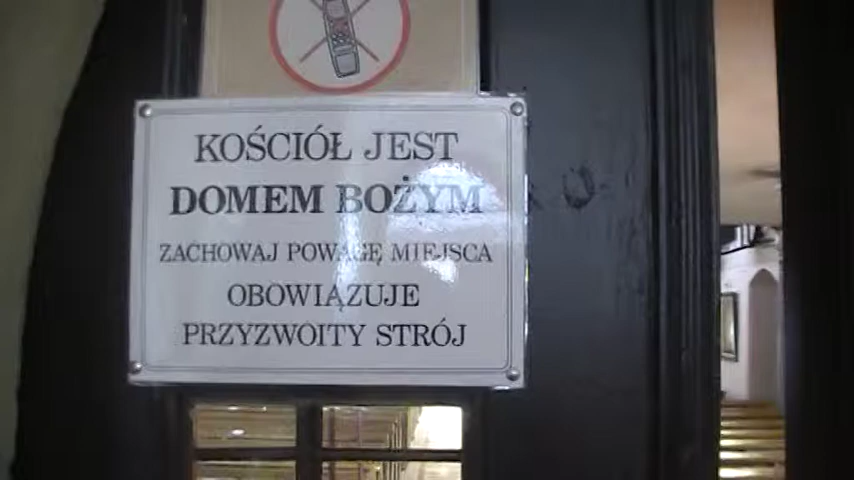 KOŚCIÓŁ JEST
DOMEM BOŻYM
ZACHOWAJ POWAGĘ MIEJSCA
OBOWIĄZUJE
PRZYZWOITY STRÓJ